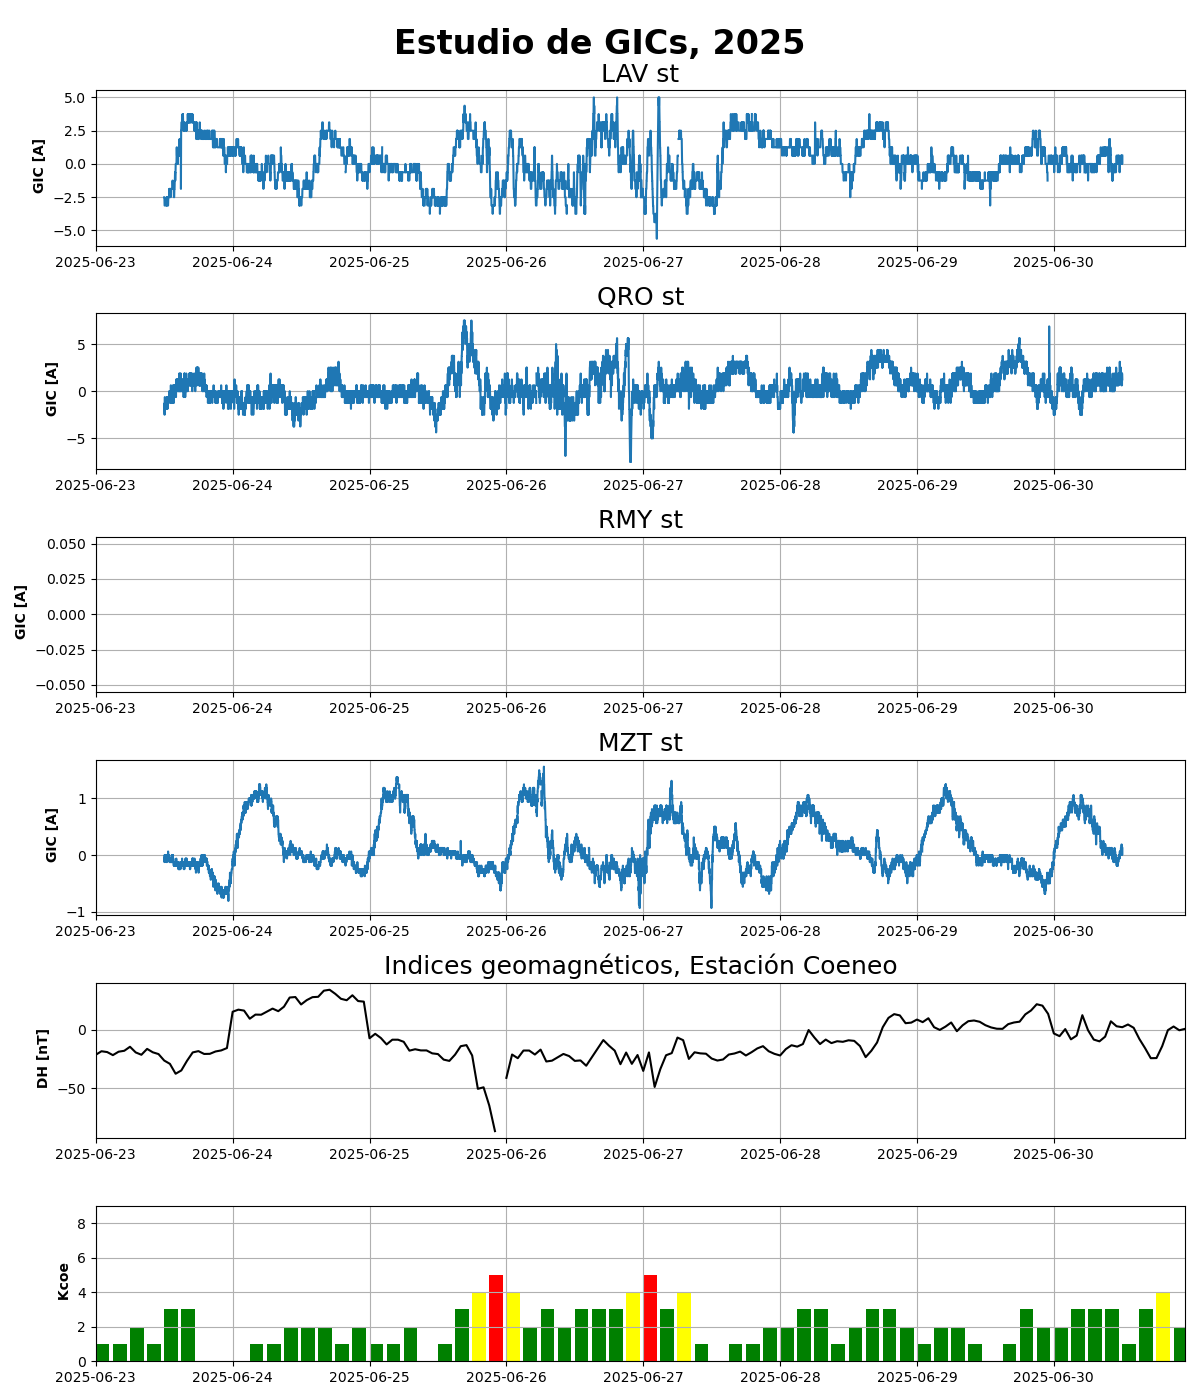 Estudio de GICs, 2025
LAV st
GIC [A]
5.0
2.5
0.0
−2.5
−5.0
2025-06-23 2025-06-24 2025-06-25 2025-06-26 2025-06-27 2025-06-28 2025-06-29 2025-06-30
QRO st
GIC [A]
5
0
−5
2025-06-23 2025-06-24 2025-06-25 2025-06-26 2025-06-27 2025-06-28 2025-06-29 2025-06-30
RMY st
GIC [A]
0.050
0.025
0.000
−0.025
−0.050
2025-06-23 2025-06-24 2025-06-25 2025-06-26 2025-06-27 2025-06-28 2025-06-29 2025-06-30
MZT st
GIC [A]
1
0
−1
2025-06-23 2025-06-24 2025-06-25 2025-06-26 2025-06-27 2025-06-28 2025-06-29 2025-06-30
Indices geomagnéticos, Estación Coeneo
DH [nT]
0
−50
2025-06-23 2025-06-24 2025-06-25 2025-06-26 2025-06-27 2025-06-28 2025-06-29 2025-06-30
Kcoe
8
6
4
2
0
2025-06-23 2025-06-24 2025-06-25 2025-06-26 2025-06-27 2025-06-28 2025-06-29 2025-06-30